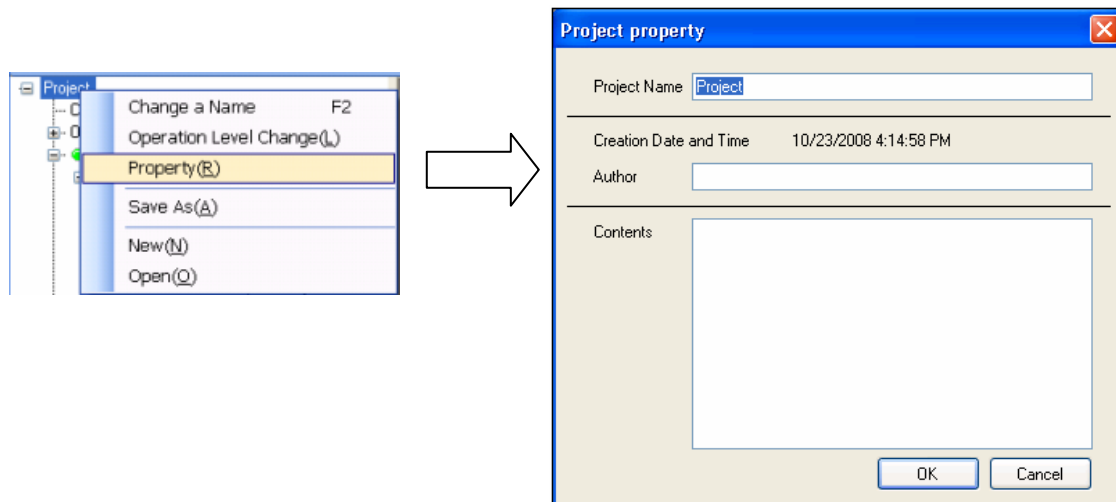 Project
Change a Name F2
Operation Level Change(L)
Property(R)
Save As(A)
New(N)
Open(O)
Project property
Project Name Project
Creation Date and Time 10/23/2008 4:14:58 PM
Author
Contents
OK Cancel